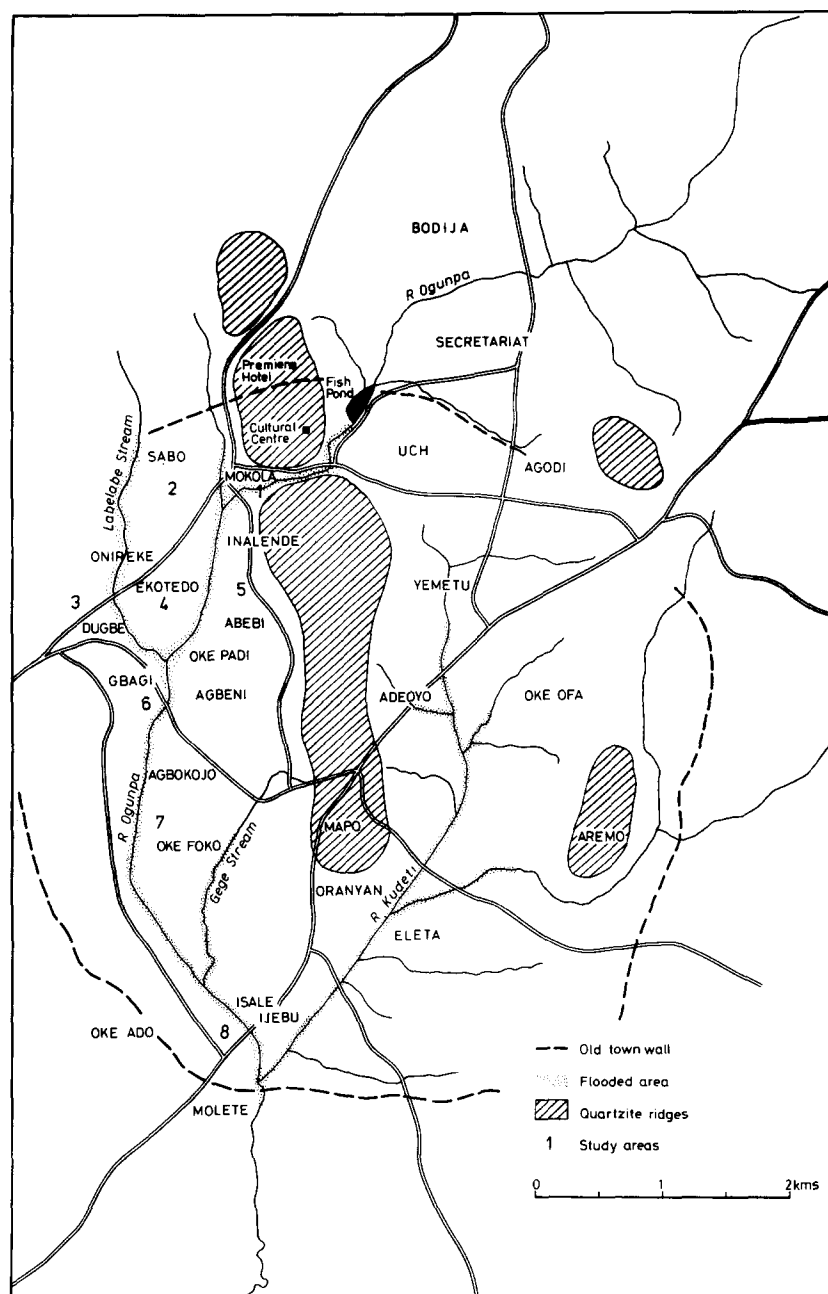 BODIJA
R Ogunpa
SECRETARIAT
Premiere
Hotel
Fish
Pond
Cultural
Centre
Labelabe Stream
SABO
2
UCH
AGODI
MOKOLA
1
INALENDE
ONIREKE
EKOTEDO
4
5
YEMETU
3
DUGBE
ABEBI
OKE PADI
GBAGI
6
AGBENI
ADEOYO
OKE OFA
AGBOKOJO
R Ogunpa
7
OKE FOKO
Gege Stream
MAPO
AREMO
ORANYAN
R Kudeti
ELETA
ISALE
IJEBU
OKE ADO
8
MOLETE
Old town wall
Flooded area
Quartzite ridges
1 Study areas
0 1 2kms